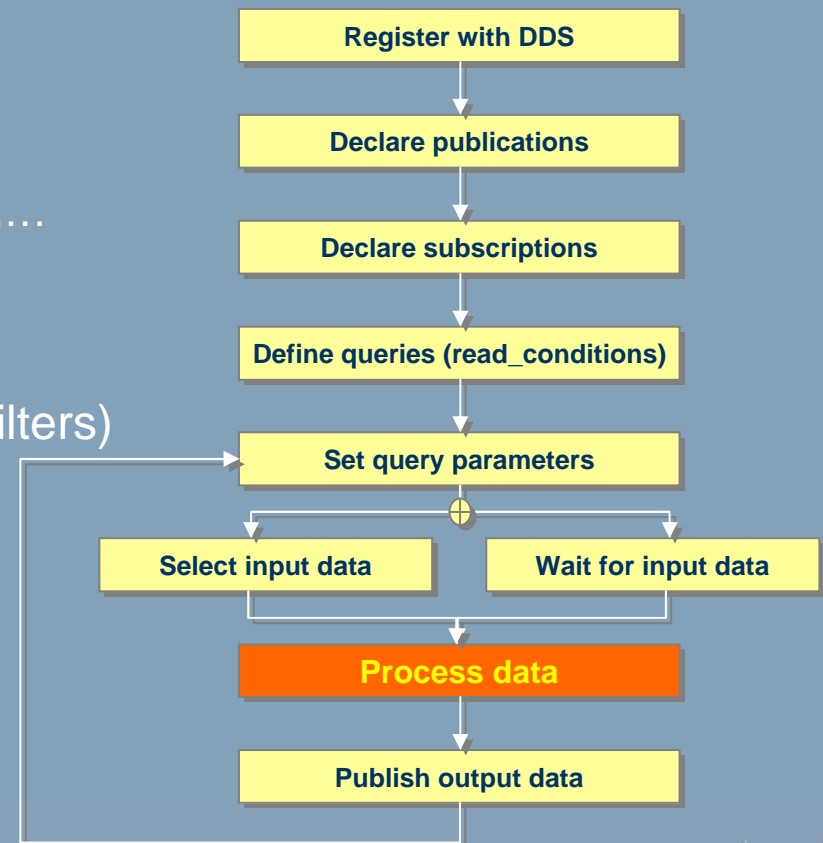 Register with DDS
Declare publications
....
Declare subscriptions
Define queries (read_conditions)
ilters)
Set query parameters
Select input data
Wait for input data
Process data
Publish output data